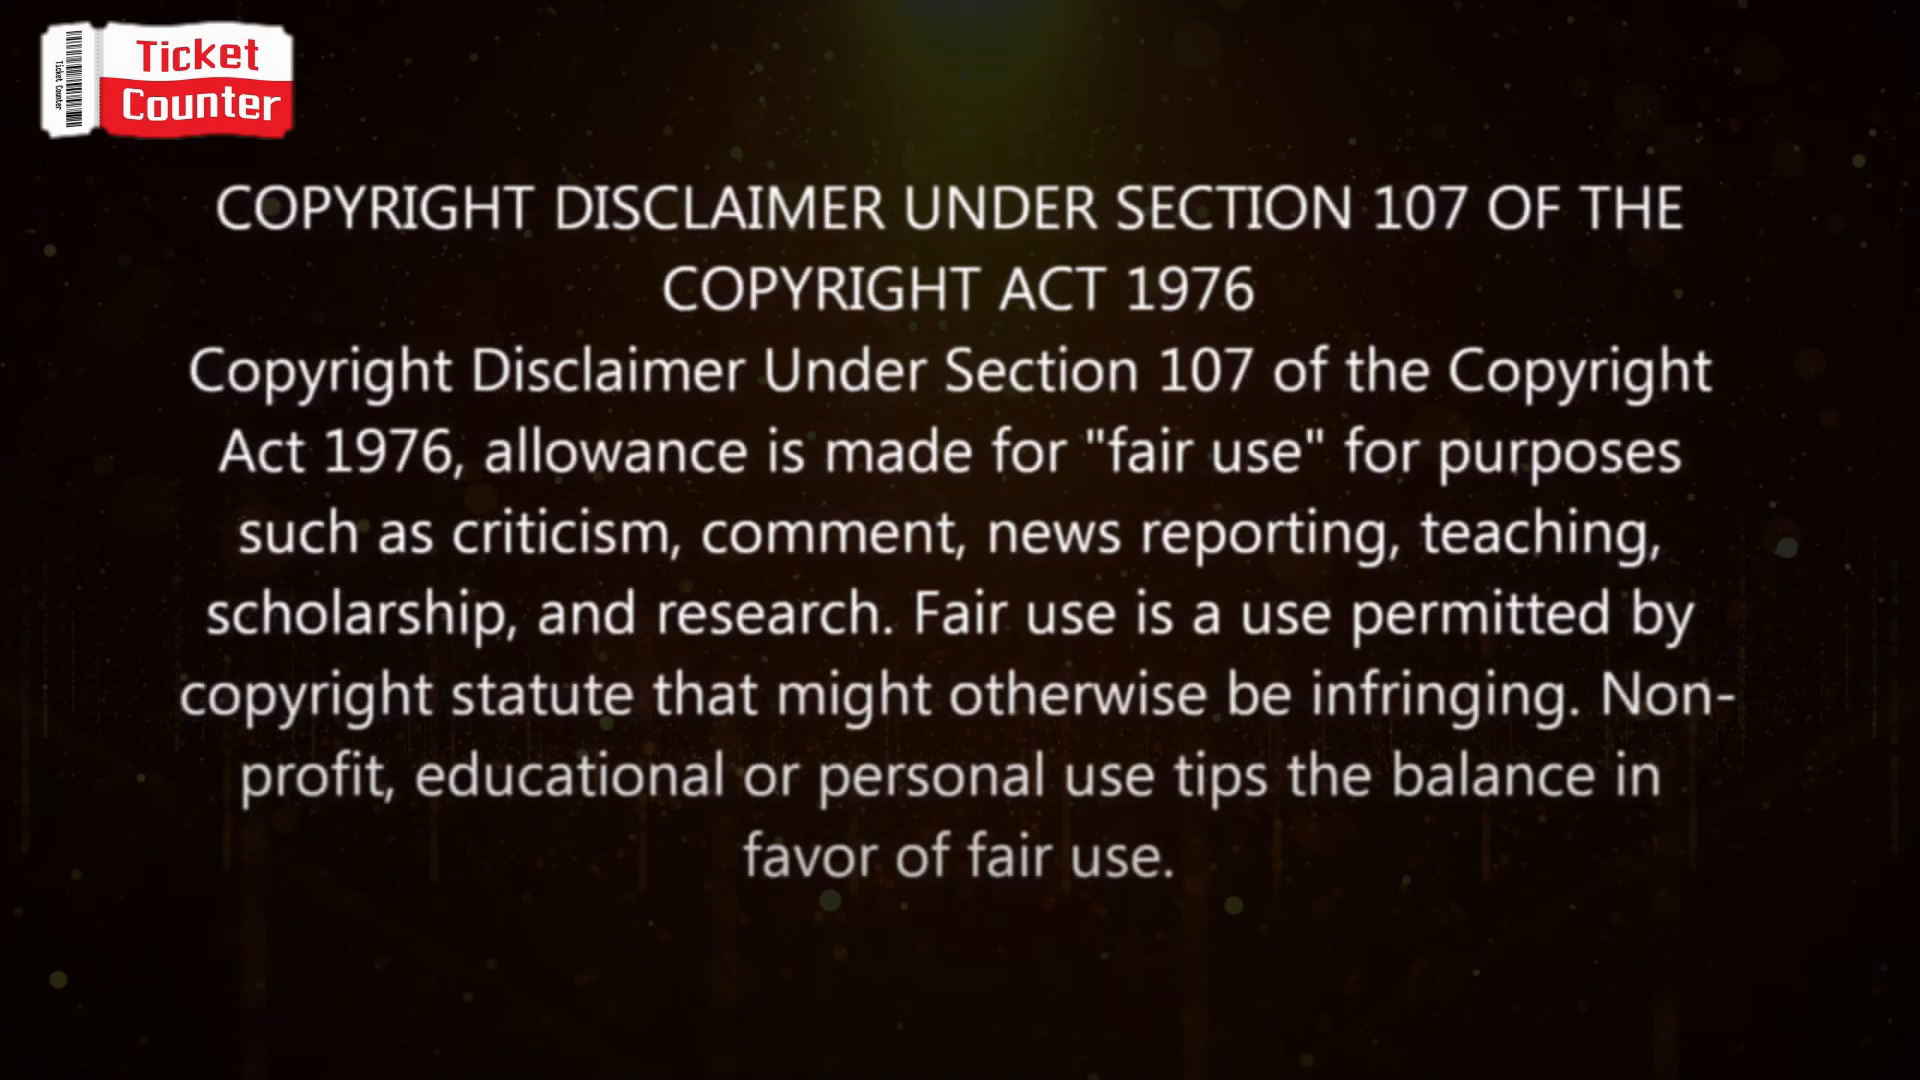 Ticket
Counter
Ticket Counter
COPYRIGHT DISCLAIMER UNDER SECTION 107 OF THE
COPYRIGHT ACT 1976
Copyright Disclaimer Under Section 107 of the Copyright
Act 1976, allowance is made for "fair use" for purposes
such as criticism, comment, news reporting, teaching,
scholarship, and research. Fair use is a use permitted by
copyright statute that might otherwise be infringing. Non-
profit, educational or personal use tips the balance in
favor of fair use.